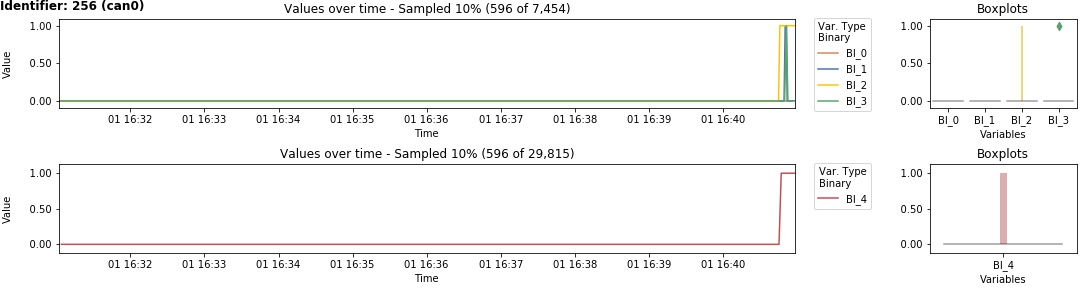 Identifier: 256 (can0)
Values over time - Sampled 10% (596 of 7,454)
Value
1.00
0.50
0.00
01 16:32 01 16:33 01 16:34 01 16:35 01 16:36 01 16:37 01 16:38 01 16:39 01 16:40
Time
Var. Type
Binary
BI_0
BI_1
BI_2
BI_3
Boxplots
1.00
0.50
0.00
BI_0 BI_1 BI_2 BI_3
Variables
Values over time - Sampled 10% (596 of 29,815)
Value
1.00
0.50
0.00
01 16:32 01 16:33 01 16:34 01 16:35 01 16:36 01 16:37 01 16:38 01 16:39 01 16:40
Time
Var. Type
Binary
BI_4
Boxplots
1.00
0.50
0.00
BI_4
Variables